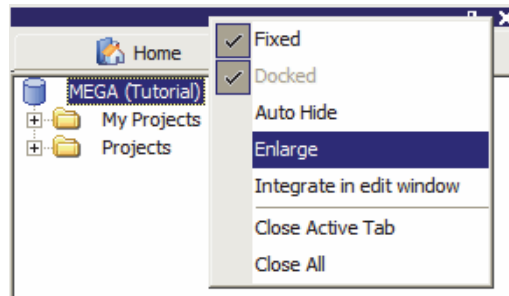 Home
MEGA (Tutorial)
My Projects
Projects
Fixed
Docked
Auto Hide
Enlarge
Integrate in edit window
Close Active Tab
Close All